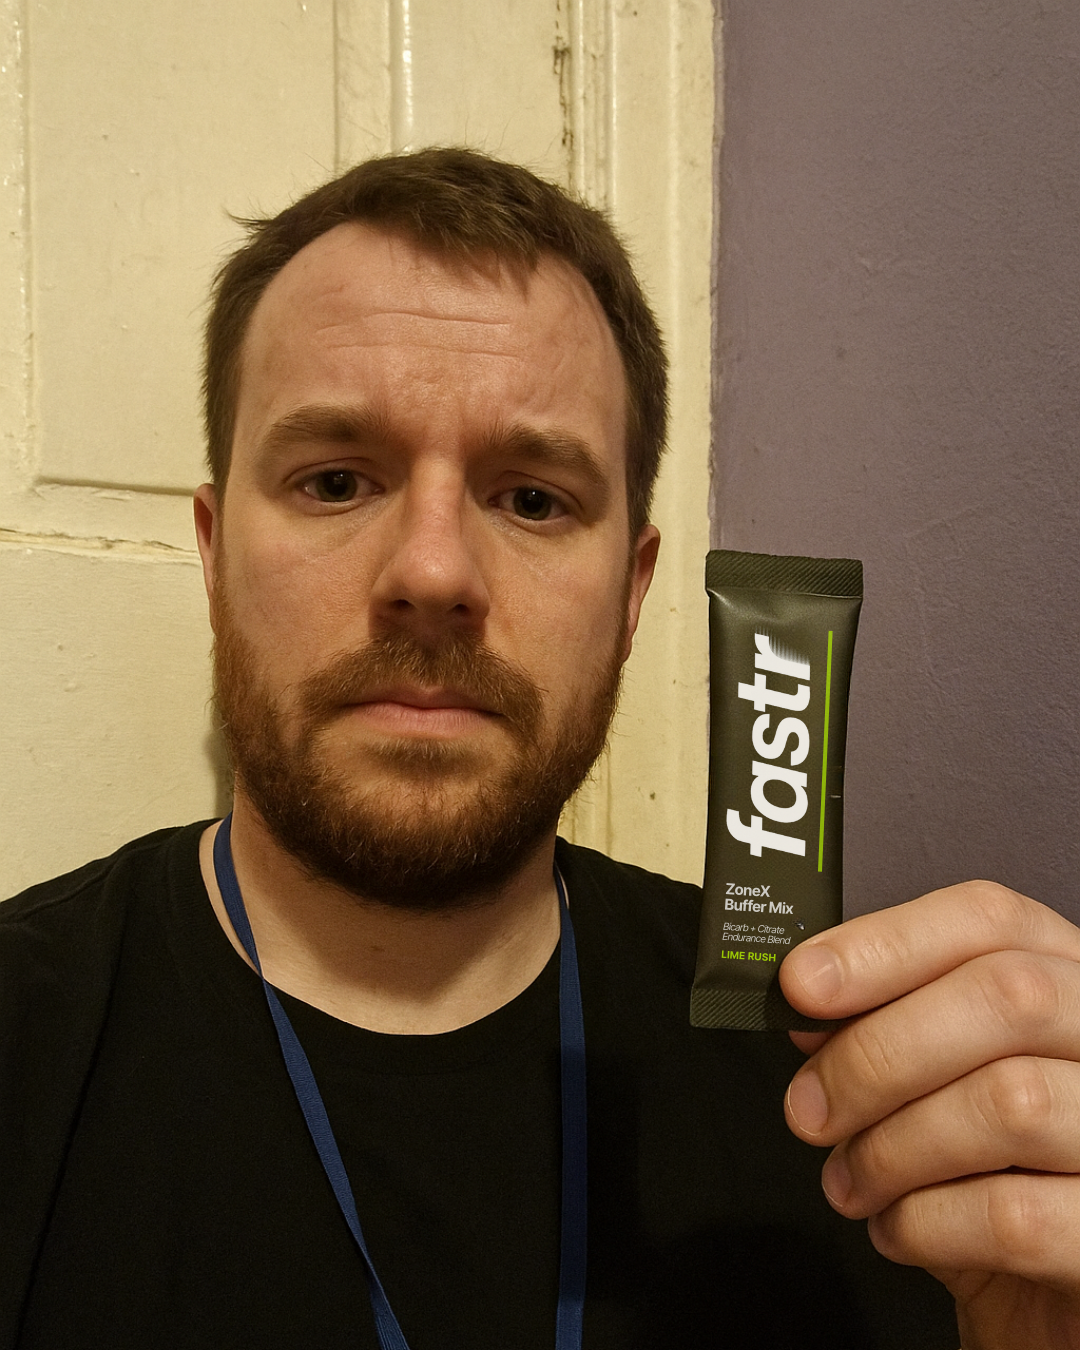 fastr
ZoneX
Buffer Mix
Bicarb + Citrate
Endurance Blend
LIME RUSH